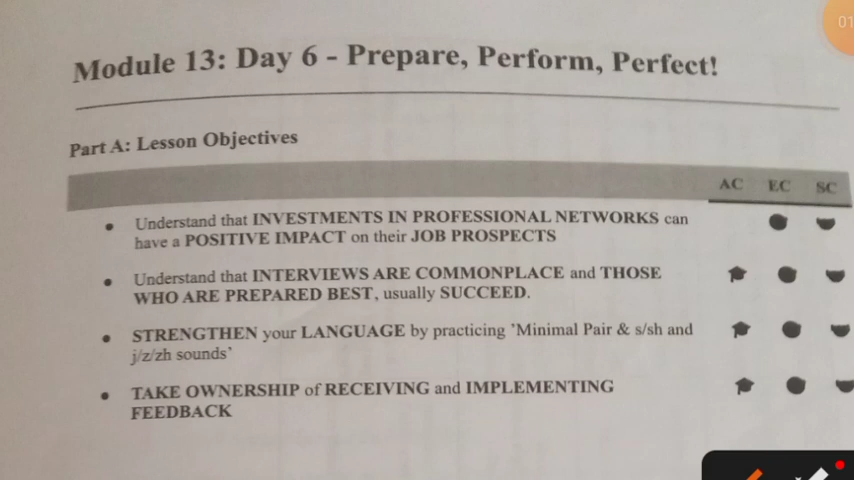 01
Module 13: Day 6 - Prepare, Perform, Perfect!
Part A: Lesson Objectives
AC EC SC
• Understand that INVESTMENTS IN PROFESSIONAL NETWORKS can
have a POSITIVE IMPACT on their JOB PROSPECTS
• Understand that INTERVIEWS ARE COMMONPLACE and THOSE
WHO ARE PREPARED BEST, usually SUCCEED.
• STRENGTHEN your LANGUAGE by practicing 'Minimal Pair & s/sh and
j/z/zh sounds'
• TAKE OWNERSHIP of RECEIVING and IMPLEMENTING
FEEDBACK